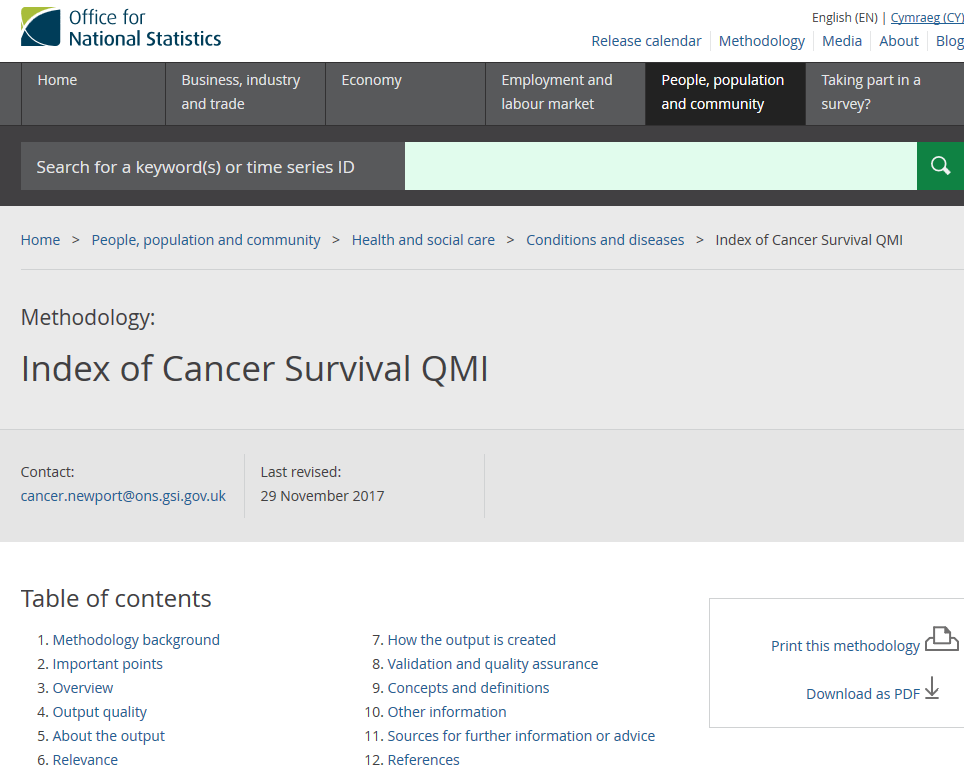 Office for
National Statistics
English (EN) | Cymraeg (CY)
Release calendar
Methodology
Media
About
Blog
Home
Business, industry
and trade
Economy
Employment and
labour market
People, population
and community
Taking part in a
survey?
Search for a keyword(s) or time series ID
Home > People, population and community > Health and social care > Conditions and diseases > Index of Cancer Survival QMI
Methodology:
Index of Cancer Survival QMI
Contact:
cancer.newport@ons.gsi.gov.uk
Last revised:
29 November 2017
Table of contents
1. Methodology background
2. Important points
3. Overview
4. Output quality
5. About the output
6. Relevance
7. How the output is created
8. Validation and quality assurance
9. Concepts and definitions
10. Other information
11. Sources for further information or advice
12. References
Print this methodology
Download as PDF